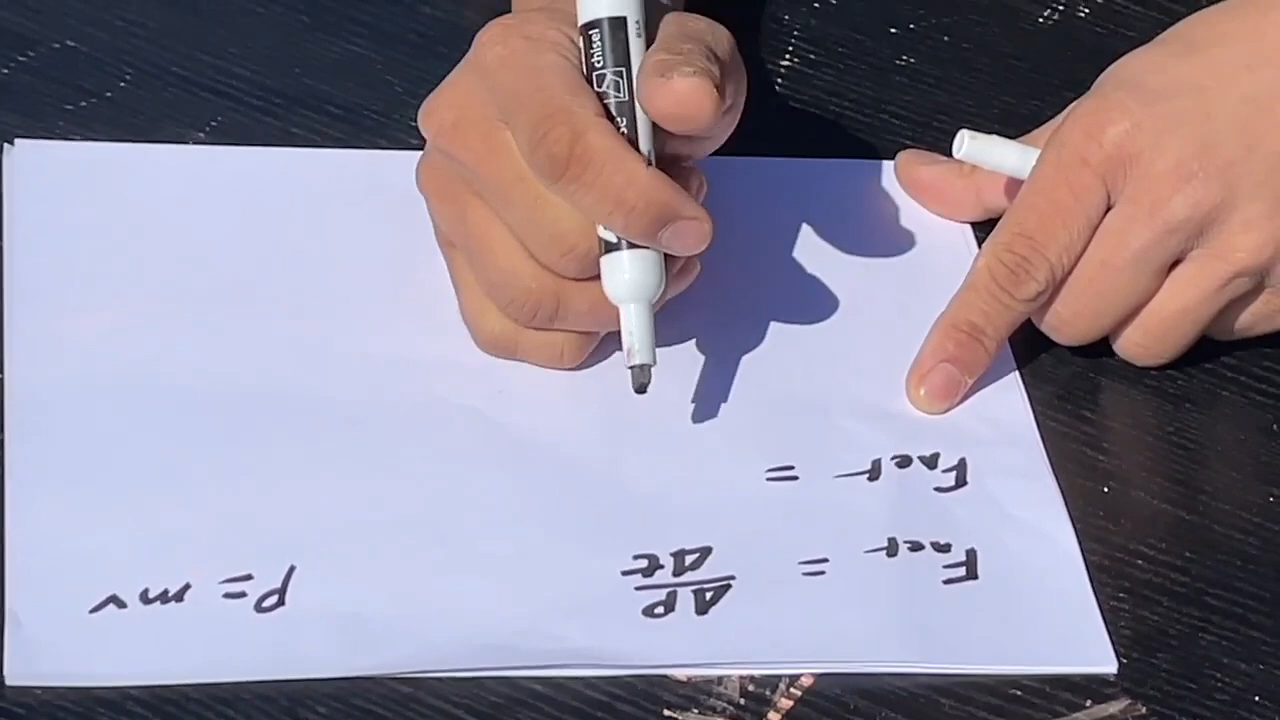 Fnet = ΔP/Δt P = mv
Fnet =
chisel